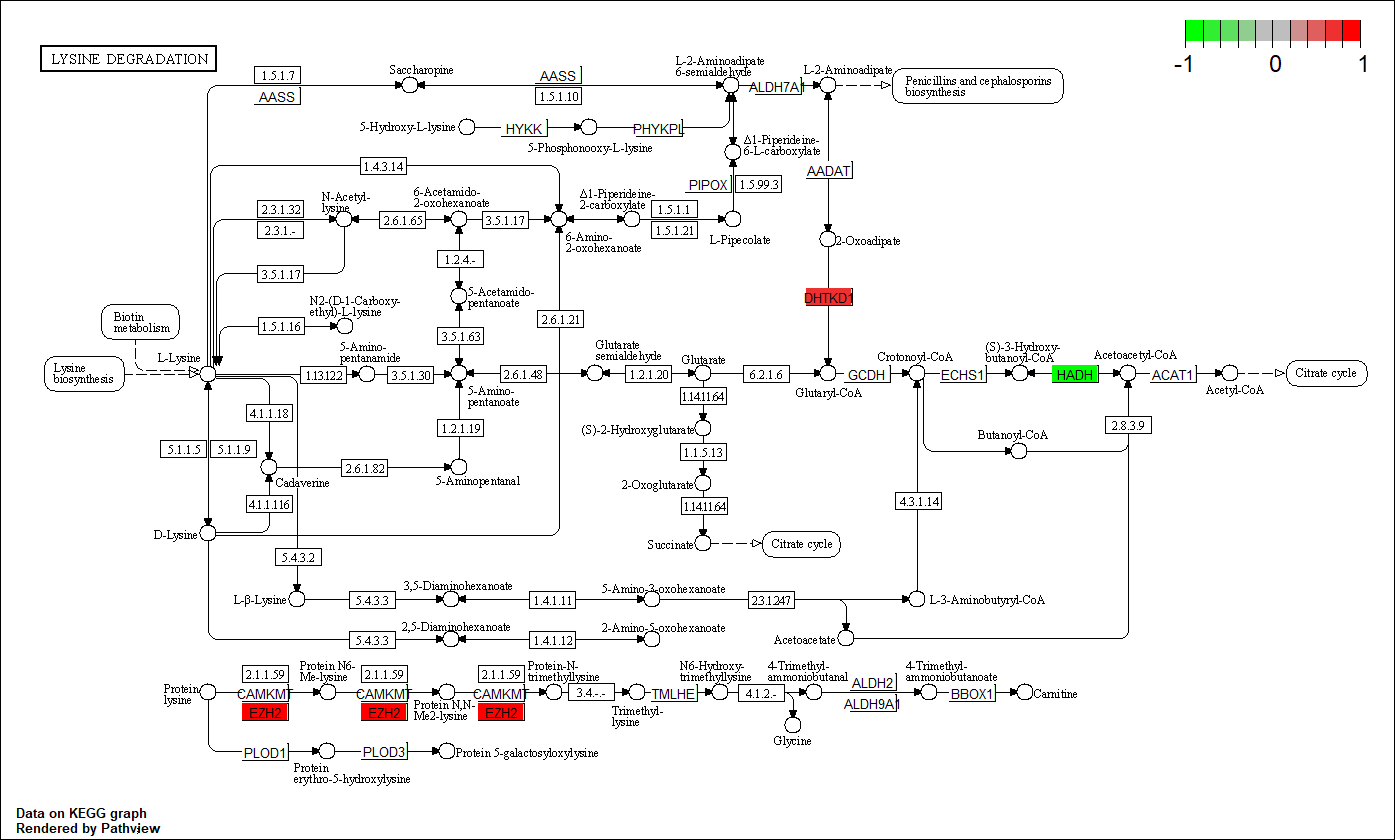 LYSINE DEGRADATION
-1 0 1
1.5.1.7
AASS
Saccharopine
AASS
1.5.1.10
L-2-Aminoadipate
6-semialdehyde
ALDH7A1
L-2-Aminoadipate
Penicillins and cephalosporins
biosynthesis
5-Hydroxy-L-lysine
HYKK
5-Phosphonooxy-L-lysine
PHYKPL
Δ1-Piperideine-
6-L-carboxylate
1.4.3.14
AADAT
PIPOX
1.5.99.3
N-Acetyl-
lysine
6-Acetamido-
2-oxohexanoate
Δ1-Piperideine-
2-carboxylate
2.3.1.32
2.3.1.-
2.6.1.65
3.5.1.17
1.5.1.1
1.5.1.21
6-Amino-
2-oxohexanoate
L-Pipecolate
2-Oxoadipate
1.2.4.-
3.5.1.17
5-Acetamido-
pentanoate
DHTKD1
N2-(D-1-Carboxy-
ethyl)-L-lysine
Biotin
metabolism
1.5.1.16
2.6.1.21
3.5.1.63
L-Lysine
Lysine
biosynthesis
5-Amino-
pentanamide
1.13.122
3.5.1.30
5-Amino-
pentanoate
2.6.1.48
Glutarate
semialdehyde
1.2.1.20
Glutarate
6.2.1.6
Glutaryl-CoA
GCDH
Crotonoyl-CoA
ECHS1
(S)-3-Hydroxy-
butanoyl-CoA
HADH
Acetoacetyl-CoA
ACAT1
Acetyl-CoA
Citrate cycle
1.14.11.64
4.1.1.18
1.2.1.19
(S)-2-Hydroxyglutarate
2.8.3.9
Butanoyl-CoA
5.1.1.5
5.1.1.9
1.1.5.13
2.6.1.82
Cadaverine
5-Aminopentanal
2-Oxoglutarate
4.1.1.116
1.14.11.64
4.3.1.14
D-Lysine
Succinate
Citrate cycle
5.4.3.2
L-β-Lysine
5.4.3.3
3,5-Diaminohexanoate
1.4.1.11
5-Amino-3-oxohexanoate
2.3.1.247
L-3-Aminobutyryl-CoA
5.4.3.3
2,5-Diaminohexanoate
1.4.1.12
2-Amino-5-oxohexanoate
Acetoacetate
Protein
lysine
2.1.1.59
CAMKMT
EZH2
Protein N6-
Me-lysine
2.1.1.59
CAMKMT
EZH2
Protein N,N-
Me2-lysine
2.1.1.59
CAMKMT
EZH2
Protein-N-
trimethyllysine
3.4.-.-
Trimethyl-
lysine
TMLHE
N6-Hydroxy-
trimethyllysine
4.1.2.-
Glycine
4-Trimethyl-
ammoniobutanal
ALDH2
ALDH9A1
4-Trimethyl-
ammoniobutanoate
BBOX1
Carnitine
PLOD1
Protein
erythro-5-hydroxylysine
PLOD3
Protein 5-galactosyloxylysine
Data on KEGG graph
Rendered by Pathview